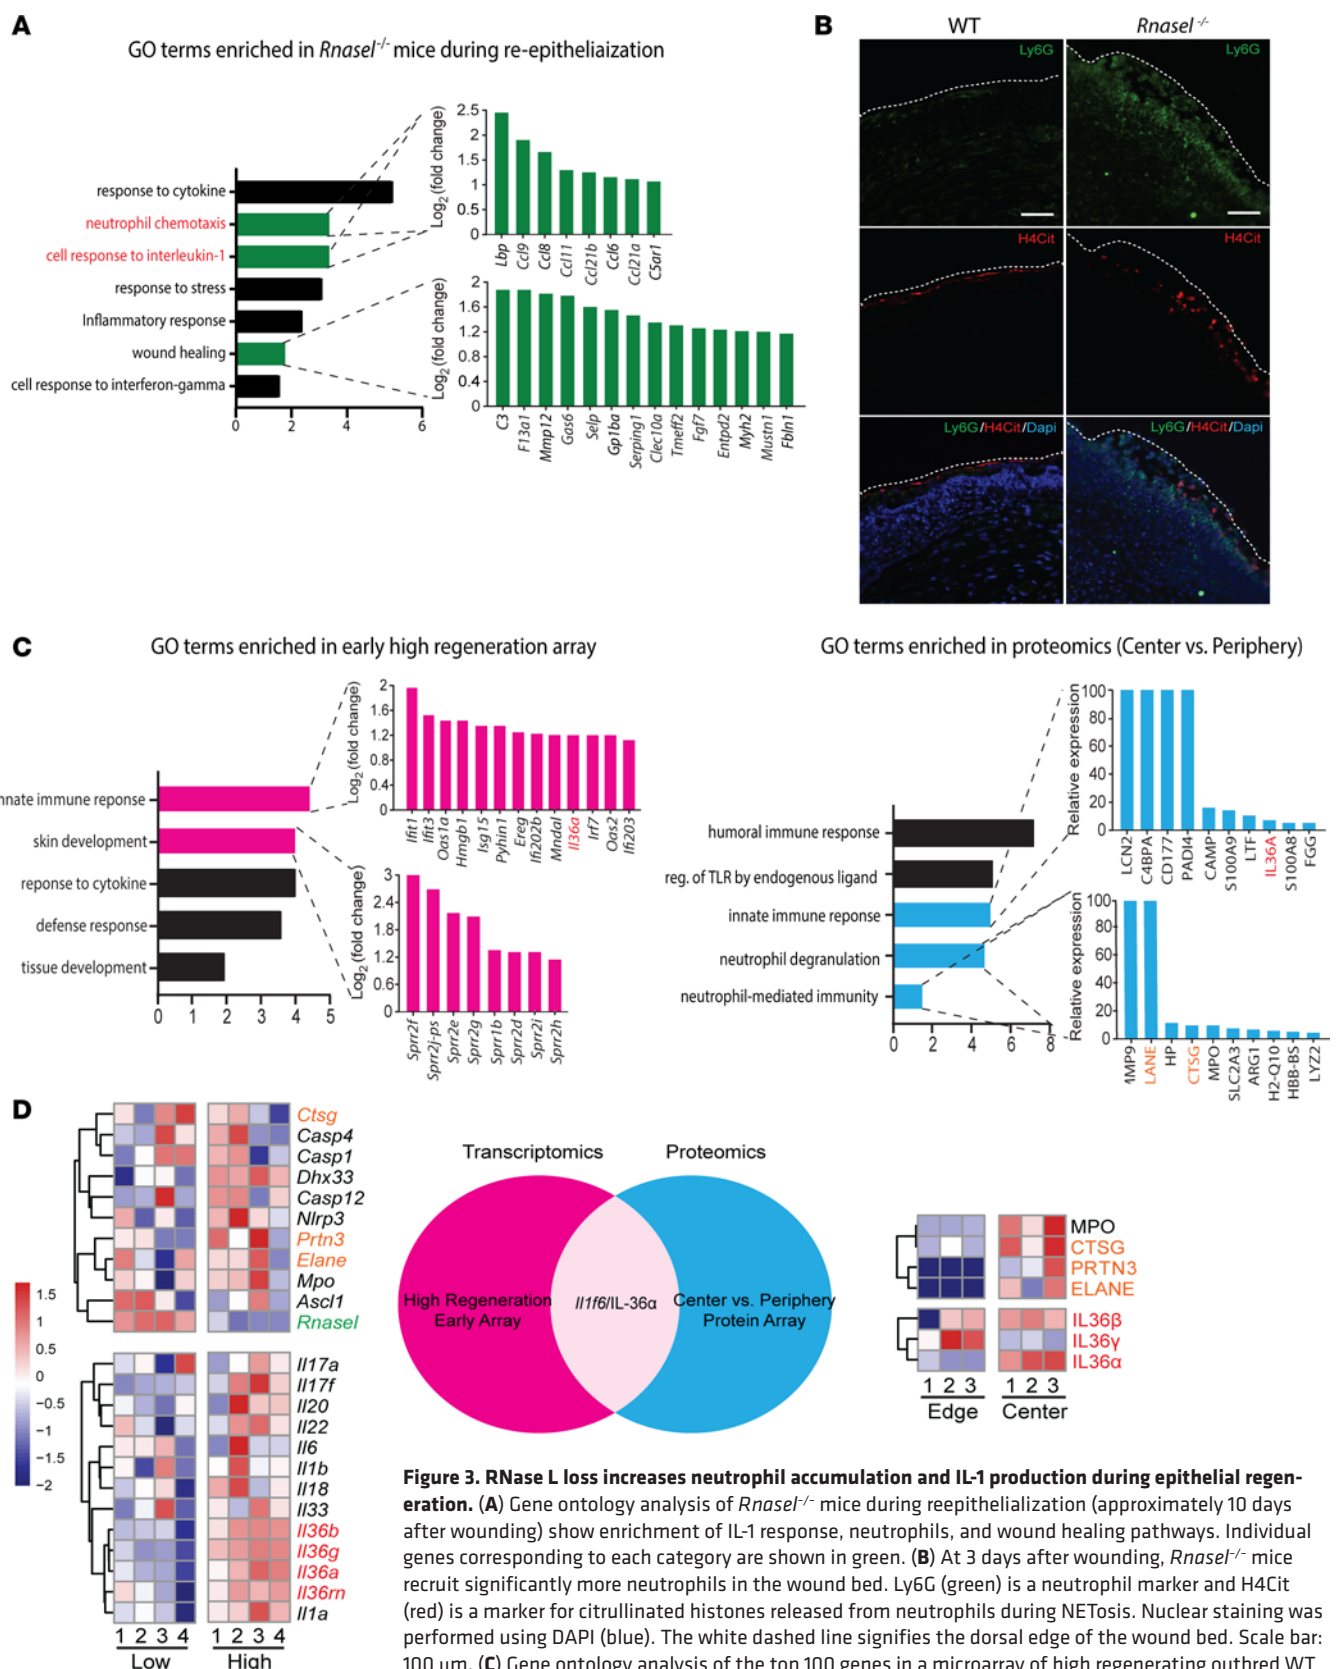 A
GO terms enriched in Rnasel-/- mice during re-epitheliaization
response to cytokine
neutrophil chemotaxis
cell response to interleukin-1
response to stress
Inflammatory response
wound healing
cell response to interferon-gamma
0 2 4 6
Log2 (fold change)
2.5
2
1.5
1
0.5
0
Lbp Ccl9 Ccl8 Ccl11 Ccl21b Ccl6 Ccl21a C5ar1
Log2 (fold change)
2
1.6
1.2
0.8
0.4
0
C3 F13a1 Mmp12 Gas6 Selp Gp1ba Serping1 Clec10a Tmeff2 Fgf7 Entpd2 Myh2 Mustn1 Fbln1
B
WT Rnasel -/-
Ly6G Ly6G
H4Cit H4Cit
Ly6G/H4Cit/Dapi Ly6G/H4Cit/Dapi
C
GO terms enriched in early high regeneration array
nnate immune reponse
skin development
reponse to cytokine
defense response
tissue development
0 1 2 3 4 5
Log2 (fold change)
2
1.6
1.2
0.8
0.4
0
Ifit1 Ifit3 Oas1a Hmgb1 Isg15 Pyhin1 Ereg Ifi202b Mndal Il36a Irf7 Oas2 Ifi203
Log2 (fold change)
3
2.4
1.8
1.2
0.6
0
Sprr2f Sprr2j-ps Sprr2e Sprr2g Sprr1b Sprr2d Sprr2i Sprr2h
GO terms enriched in proteomics (Center vs. Periphery)
humoral immune response
reg. of TLR by endogenous ligand
innate immune reponse
neutrophil degranulation
neutrophil-mediated immunity
0 2 4 6 8
Relative expression
100
80
60
40
20
0
LCN2 C4BPA CD177 PADI4 CAMP S100A9 LTF IL36A S100A8 FGG
Relative expression
100
80
60
40
20
0
MMP9 LANE HP CTSG MPO SLC2A3 ARG1 H2-Q10 HBB-BS LYZ2
D
Ctsg
Casp4
Casp1
Dhx33
Casp12
Nlrp3
Prtn3
Elane
Mpo
Ascl1
Rnasel
Il17a
Il17f
Il20
Il22
Il6
Il1b
Il18
Il33
Il36b
Il36g
Il36a
Il36rn
Il1a
1 2 3 4 1 2 3 4
Low High
1.5
1
0.5
0
−0.5
−1
−1.5
−2
Transcriptomics Proteomics
High Regeneration
Early Array
Il1f6/IL-36α
Center vs. Periphery
Protein Array
MPO
CTSG
PRTN3
ELANE
IL36β
IL36γ
IL36α
1 2 3 1 2 3
Edge Center
Figure 3. RNase L loss increases neutrophil accumulation and IL-1 production during epithelial regen-
eration. (A) Gene ontology analysis of Rnasel-/- mice during reepithelialization (approximately 10 days
after wounding) show enrichment of IL-1 response, neutrophils, and wound healing pathways. Individual
genes corresponding to each category are shown in green. (B) At 3 days after wounding, Rnasel-/- mice
recruit significantly more neutrophils in the wound bed. Ly6G (green) is a neutrophil marker and H4Cit
(red) is a marker for citrullinated histones released from neutrophils during NETosis. Nuclear staining was
performed using DAPI (blue). The white dashed line signifies the dorsal edge of the wound bed. Scale bar:
100 μm. (C) Gene ontology analysis of the top 100 genes in a microarray of high regenerating outbred WT